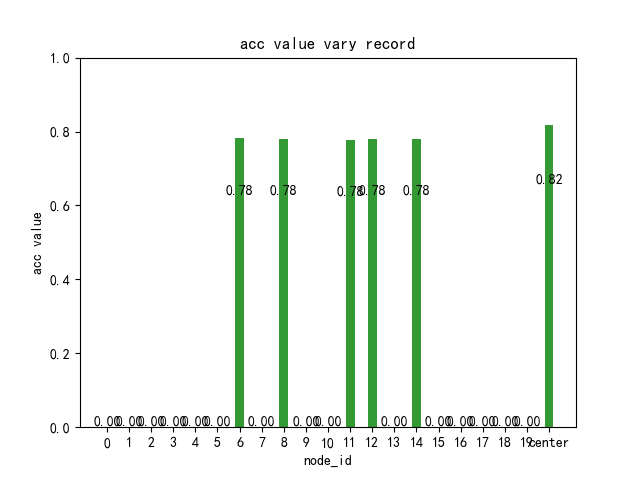 acc value vary record
1.0
0.8
0.6
0.4
0.2
0.0
acc value
0.00 0.00 0.00 0.00 0.00 0.00 0.78 0.00 0.78 0.00 0.00 0.78 0.78 0.00 0.78 0.00 0.00 0.00 0.00 0.00 0.82
0 1 2 3 4 5 6 7 8 9 10 11 12 13 14 15 16 17 18 19 center
node_id